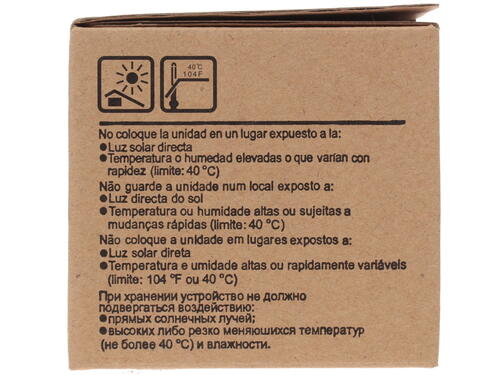 40°C
104F
No coloque la unidad en un lugar expuesto a la:
●Luz solar directa
●Temperatura o humedad elevadas o que varían con
rapidez (limite: 40 °C)
Não guarde a unidade num local exposto a:
●Luz directa do sol
●Temperatura ou humidade altas ou sujeitas a
mudanças rápidas (limite: 40 °C)
Não coloque a unidade em lugares expostos a:
●Luz solar direta
●Temperatura e umidade altas ou rapidamente variáveis
(limite: 104 °F ou 40 °C)
При хранении устройство не должно
подвергаться воздействию:
●прямых солнечных лучей;
●высоких либо резко меняющихся температур
(не более 40 °C) и влажности.